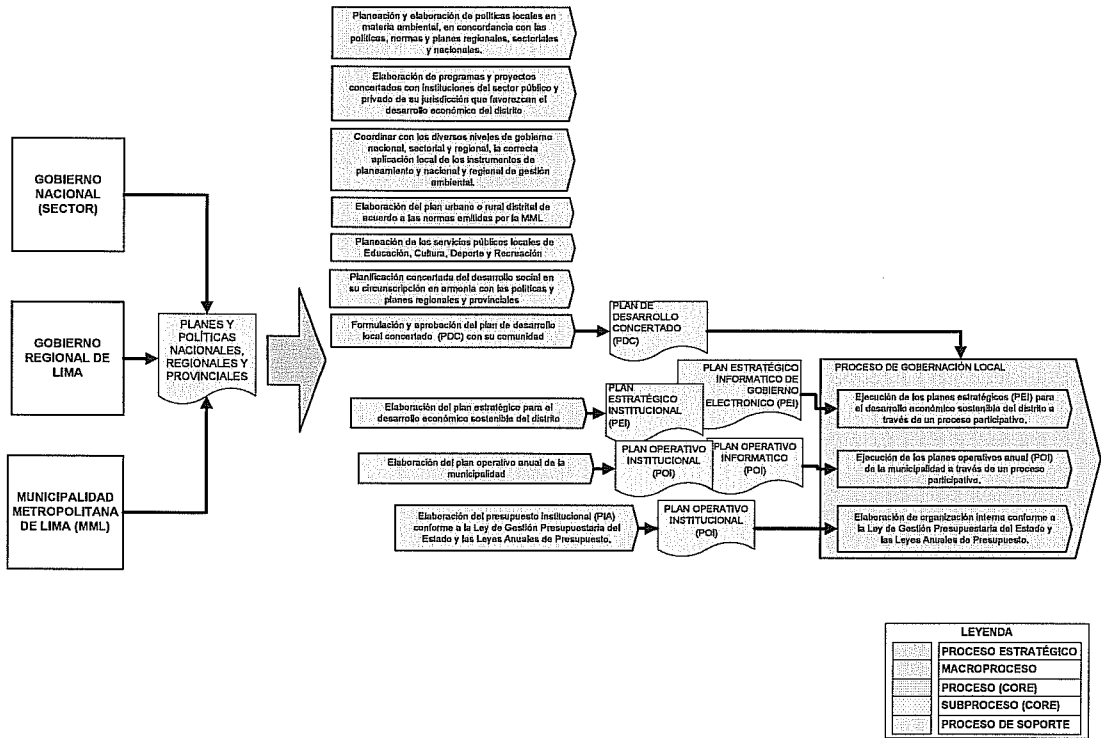 GOBIERNO
NACIONAL
(SECTOR)
GOBIERNO
REGIONAL DE
LIMA
MUNICIPALIDAD
METROPOLITANA
DE LIMA (MML)
PLANES Y
POLÍTICAS
NACIONALES,
REGIONALES Y
PROVINCIALES
Planeación y elaboración de políticas locales en
materia ambiental, en concordancia con las
políticas, normas y planes regionales, sectoriales
y nacionales.
Elaboración de programas y proyectos
concertados con instituciones del sector público y
privado de su jurisdicción que favorezcan el
desarrollo económico del distrito
Coordinar con los diversos niveles de gobierno
nacional, sectorial y regional, la correcta
aplicación local de los instrumentos de
planeamiento y nacional y regional de gestión
ambiental.
Elaboración del plan urbano o rural distrital de
acuerdo a las normas emitidas por la MML
Planeación de los servicios públicos locales de
Educación, Cultura, Deporte y Recreación
Planificación concertada del desarrollo social en
su circunscripción en armonía con las políticas y
planes regionales y provinciales
Formulación y aprobación del plan de desarrollo
local concertado (PDC) con su comunidad
PLAN DE
DESARROLLO
CONCERTADO
(PDC)
Elaboración del plan estratégico para el
desarrollo económico sostenible del distrito
PLAN
ESTRATÉGICO
INSTITUCIONAL
(PEI)
PLAN ESTRATÉGICO
INFORMATICO DE
GOBIERNO
ELECTRONICO (PEI)
Elaboración del plan operativo anual de la
municipalidad
PLAN OPERATIVO
INSTITUCIONAL
(POI)
PLAN OPERATIVO
INFORMATICO
(POI)
Elaboración del presupuesto institucional (PIA)
conforme a la Ley de Gestión Presupuestaria del
Estado y las Leyes Anuales de Presupuesto.
PLAN OPERATIVO
INSTITUCIONAL
(POI)
PROCESO DE GOBERNACIÓN LOCAL
Ejecución de los planes estratégicos (PEI) para
el desarrollo económico sostenible del distrito a
través de un proceso participativo.
Ejecución de los planes operativos anual (POI)
de la municipalidad a través de un proceso
participativo.
Elaboración de organización interna conforme a
la Ley de Gestión Presupuestaria del Estado y
las Leyes Anuales de Presupuesto.
LEYENDA
PROCESO ESTRATÉGICO
MACROPROCESO
PROCESO (CORE)
SUBPROCESO (CORE)
PROCESO DE SOPORTE